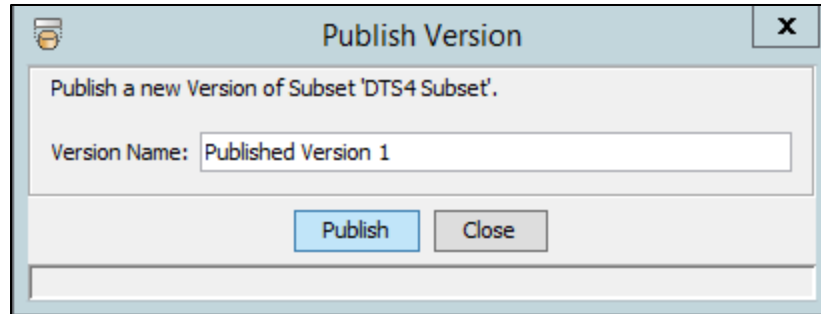 Publish Version
X
Publish a new Version of Subset 'DTS4 Subset'.
Version Name: Published Version 1
Publish Close